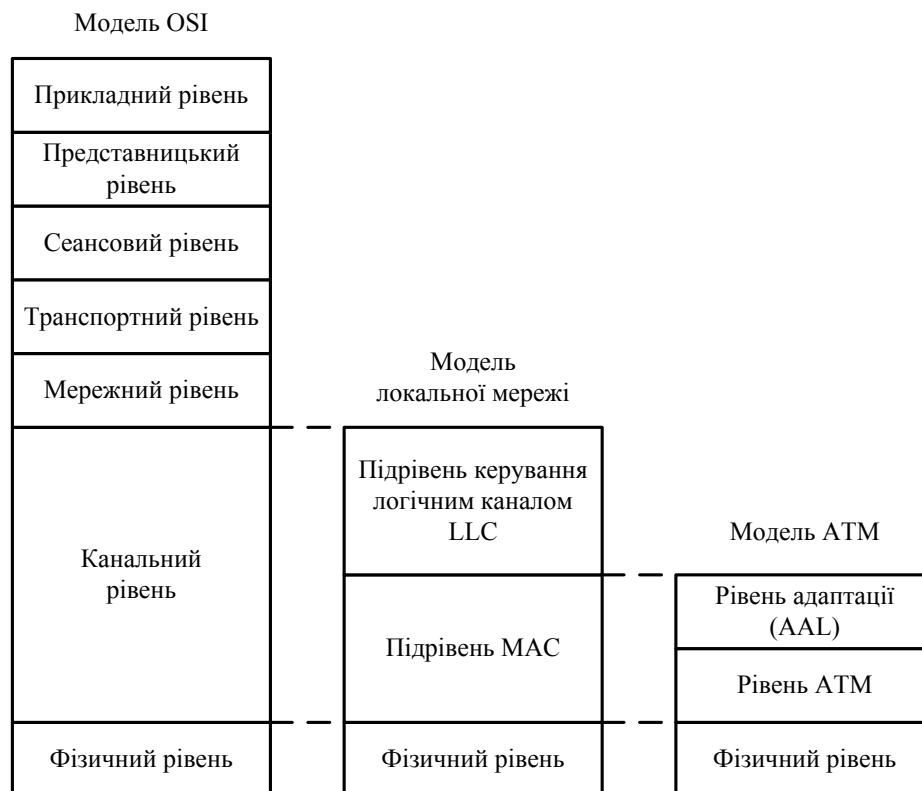 Модель OSI
Прикладний рівень
Представницький
рівень
Сеансовий рівень
Транспортний рівень
Мережний рівень
Канальний
рівень
Фізичний рівень
Модель
локальної мережі
Підрівень керування
логічним каналом
LLC
Підрівень MAC
Фізичний рівень
Модель ATM
Рівень адаптації
(AAL)
Рівень ATM
Фізичний рівень